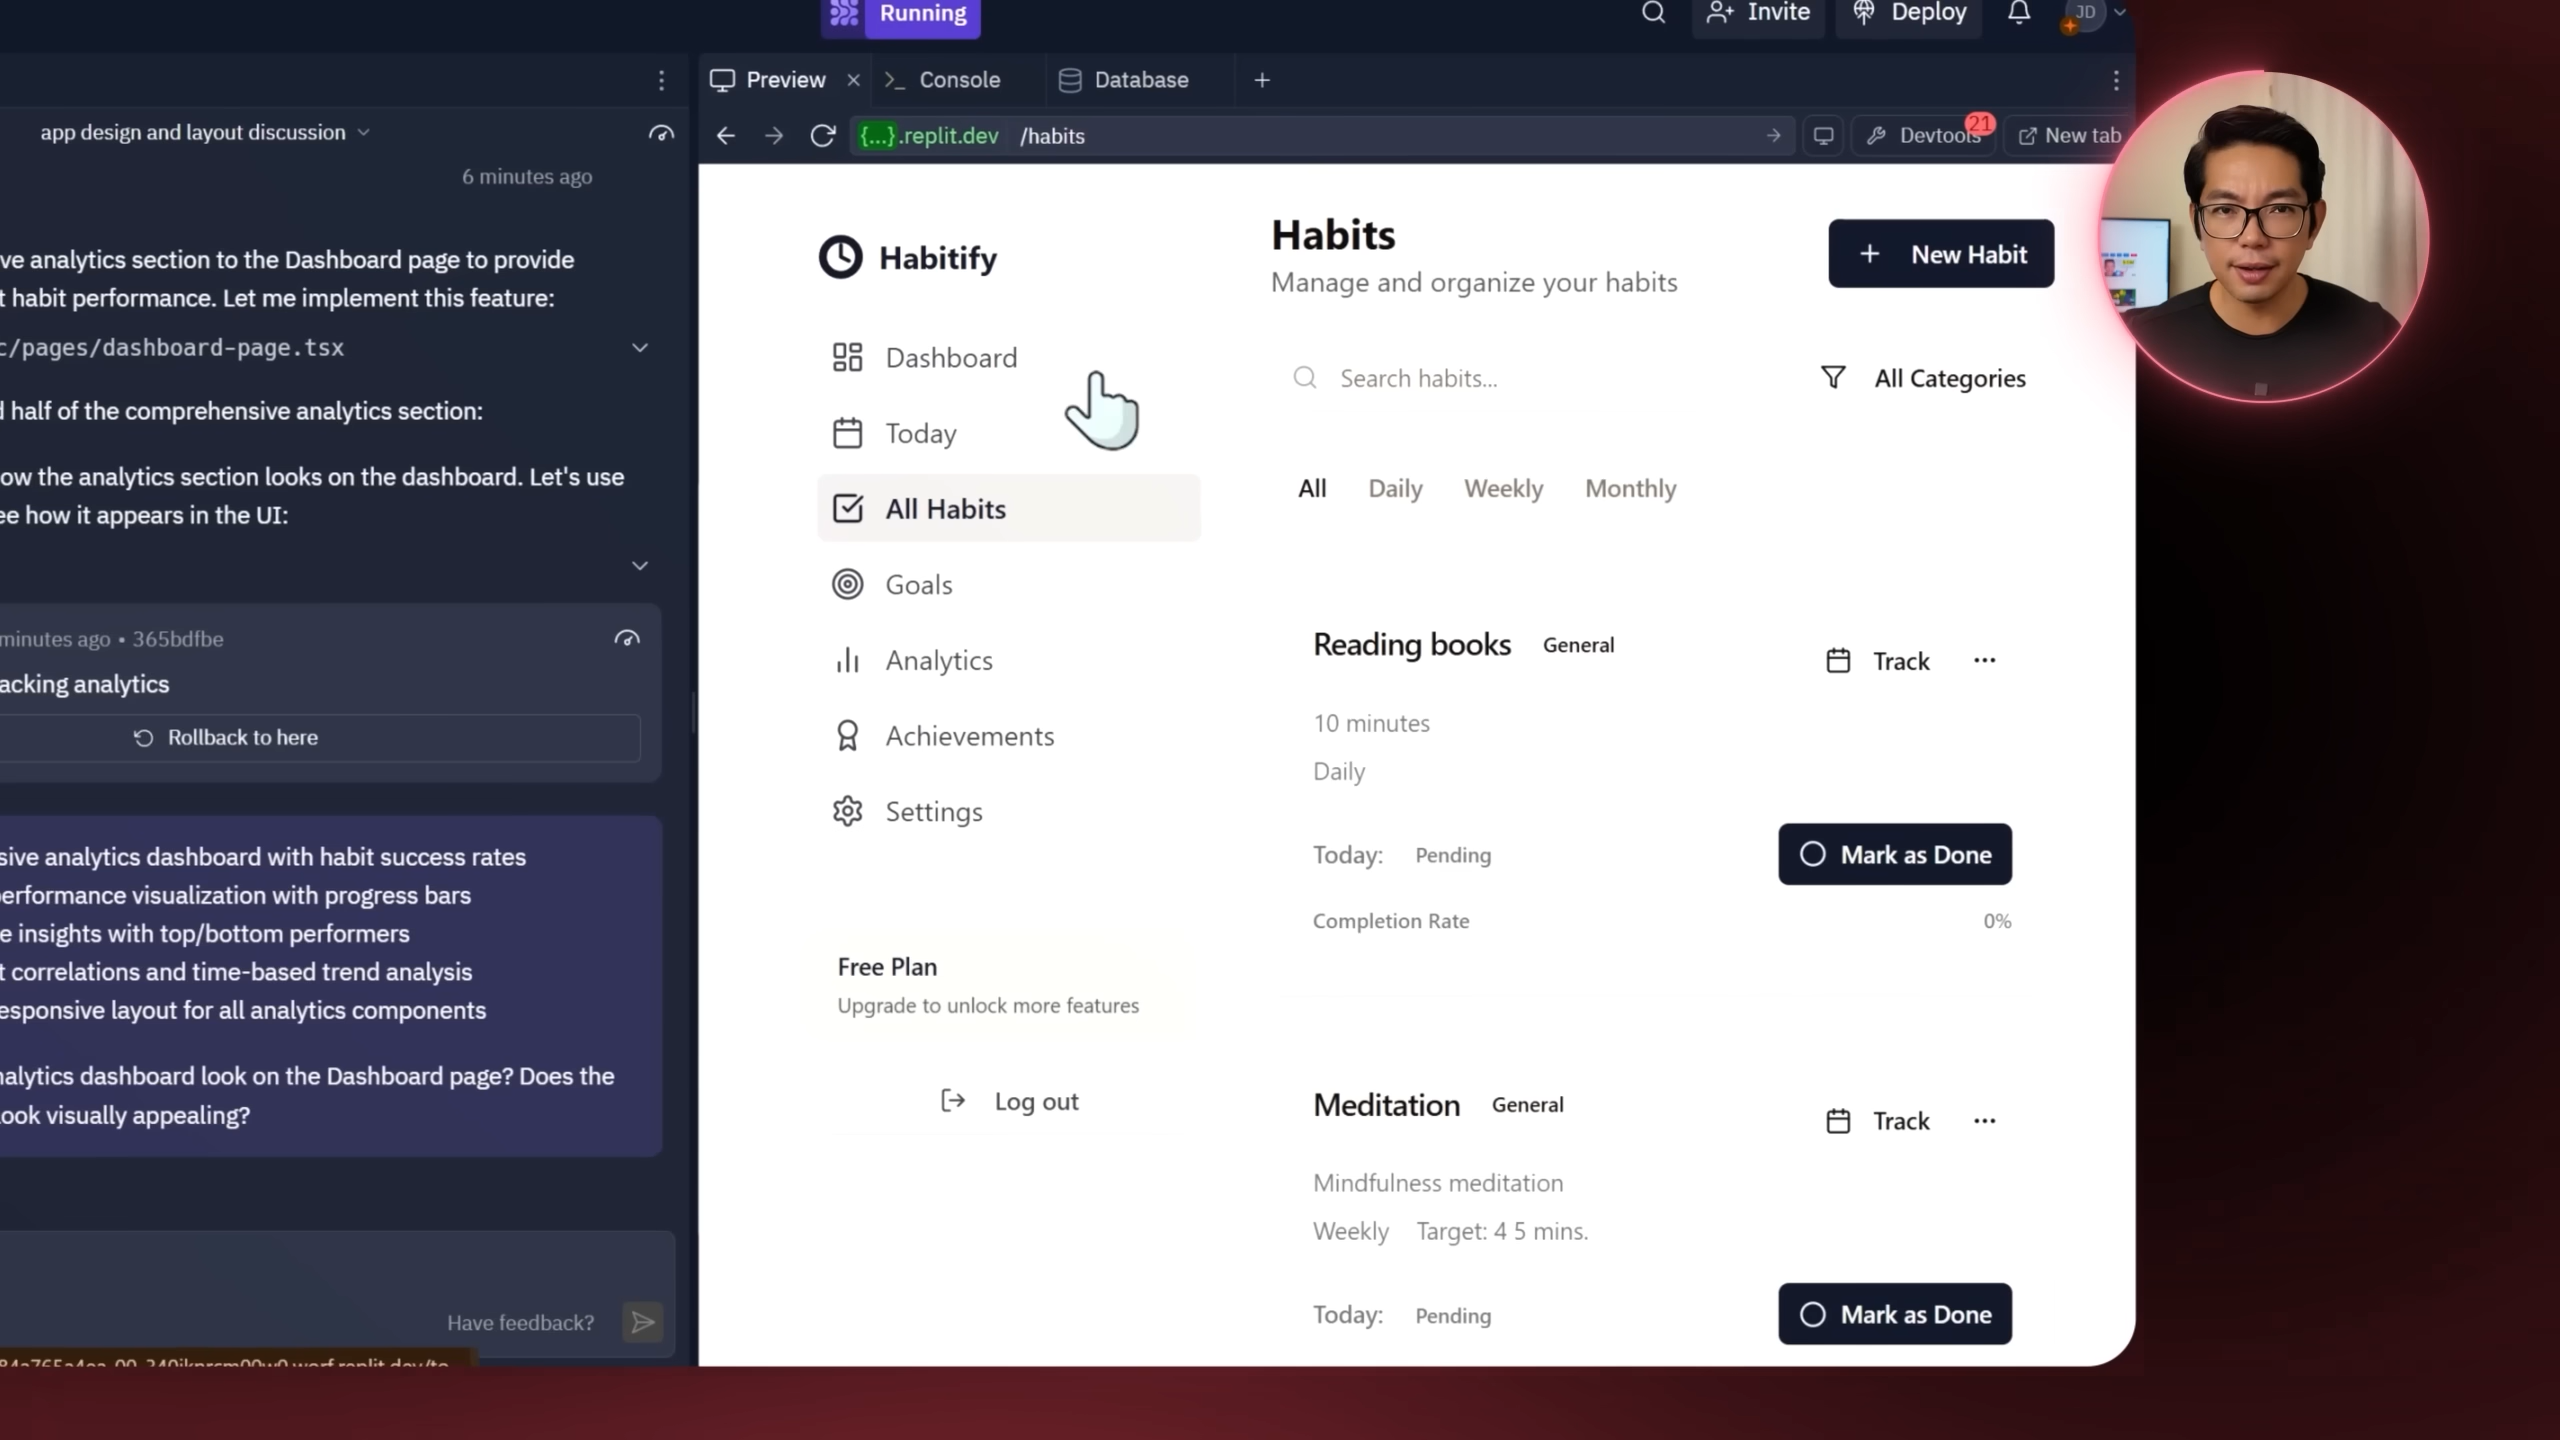 Running
Invite
Deploy
JD
Preview
Console
Database
app design and layout discussion
{...}.replit.dev /habits
Devtools
21
New tab
6 minutes ago
ve analytics section to the Dashboard page to provide
t habit performance. Let me implement this feature:
c/pages/dashboard-page.tsx
d half of the comprehensive analytics section:
ow the analytics section looks on the dashboard. Let's use
ee how it appears in the UI:
minutes ago • 365bdfbe
acking analytics
Rollback to here
sive analytics dashboard with habit success rates
performance visualization with progress bars
e insights with top/bottom performers
t correlations and time-based trend analysis
esponsive layout for all analytics components
nalytics dashboard look on the Dashboard page? Does the
look visually appealing?
Have feedback?
Habitify
Dashboard
Today
All Habits
Goals
Analytics
Achievements
Settings
Free Plan
Upgrade to unlock more features
Log out
Habits
Manage and organize your habits
New Habit
Search habits...
All Categories
All Daily Weekly Monthly
Reading books General
Track
10 minutes
Daily
Today: Pending
Mark as Done
Completion Rate 0%
Meditation General
Track
Mindfulness meditation
Weekly Target: 4 5 mins.
Today: Pending
Mark as Done